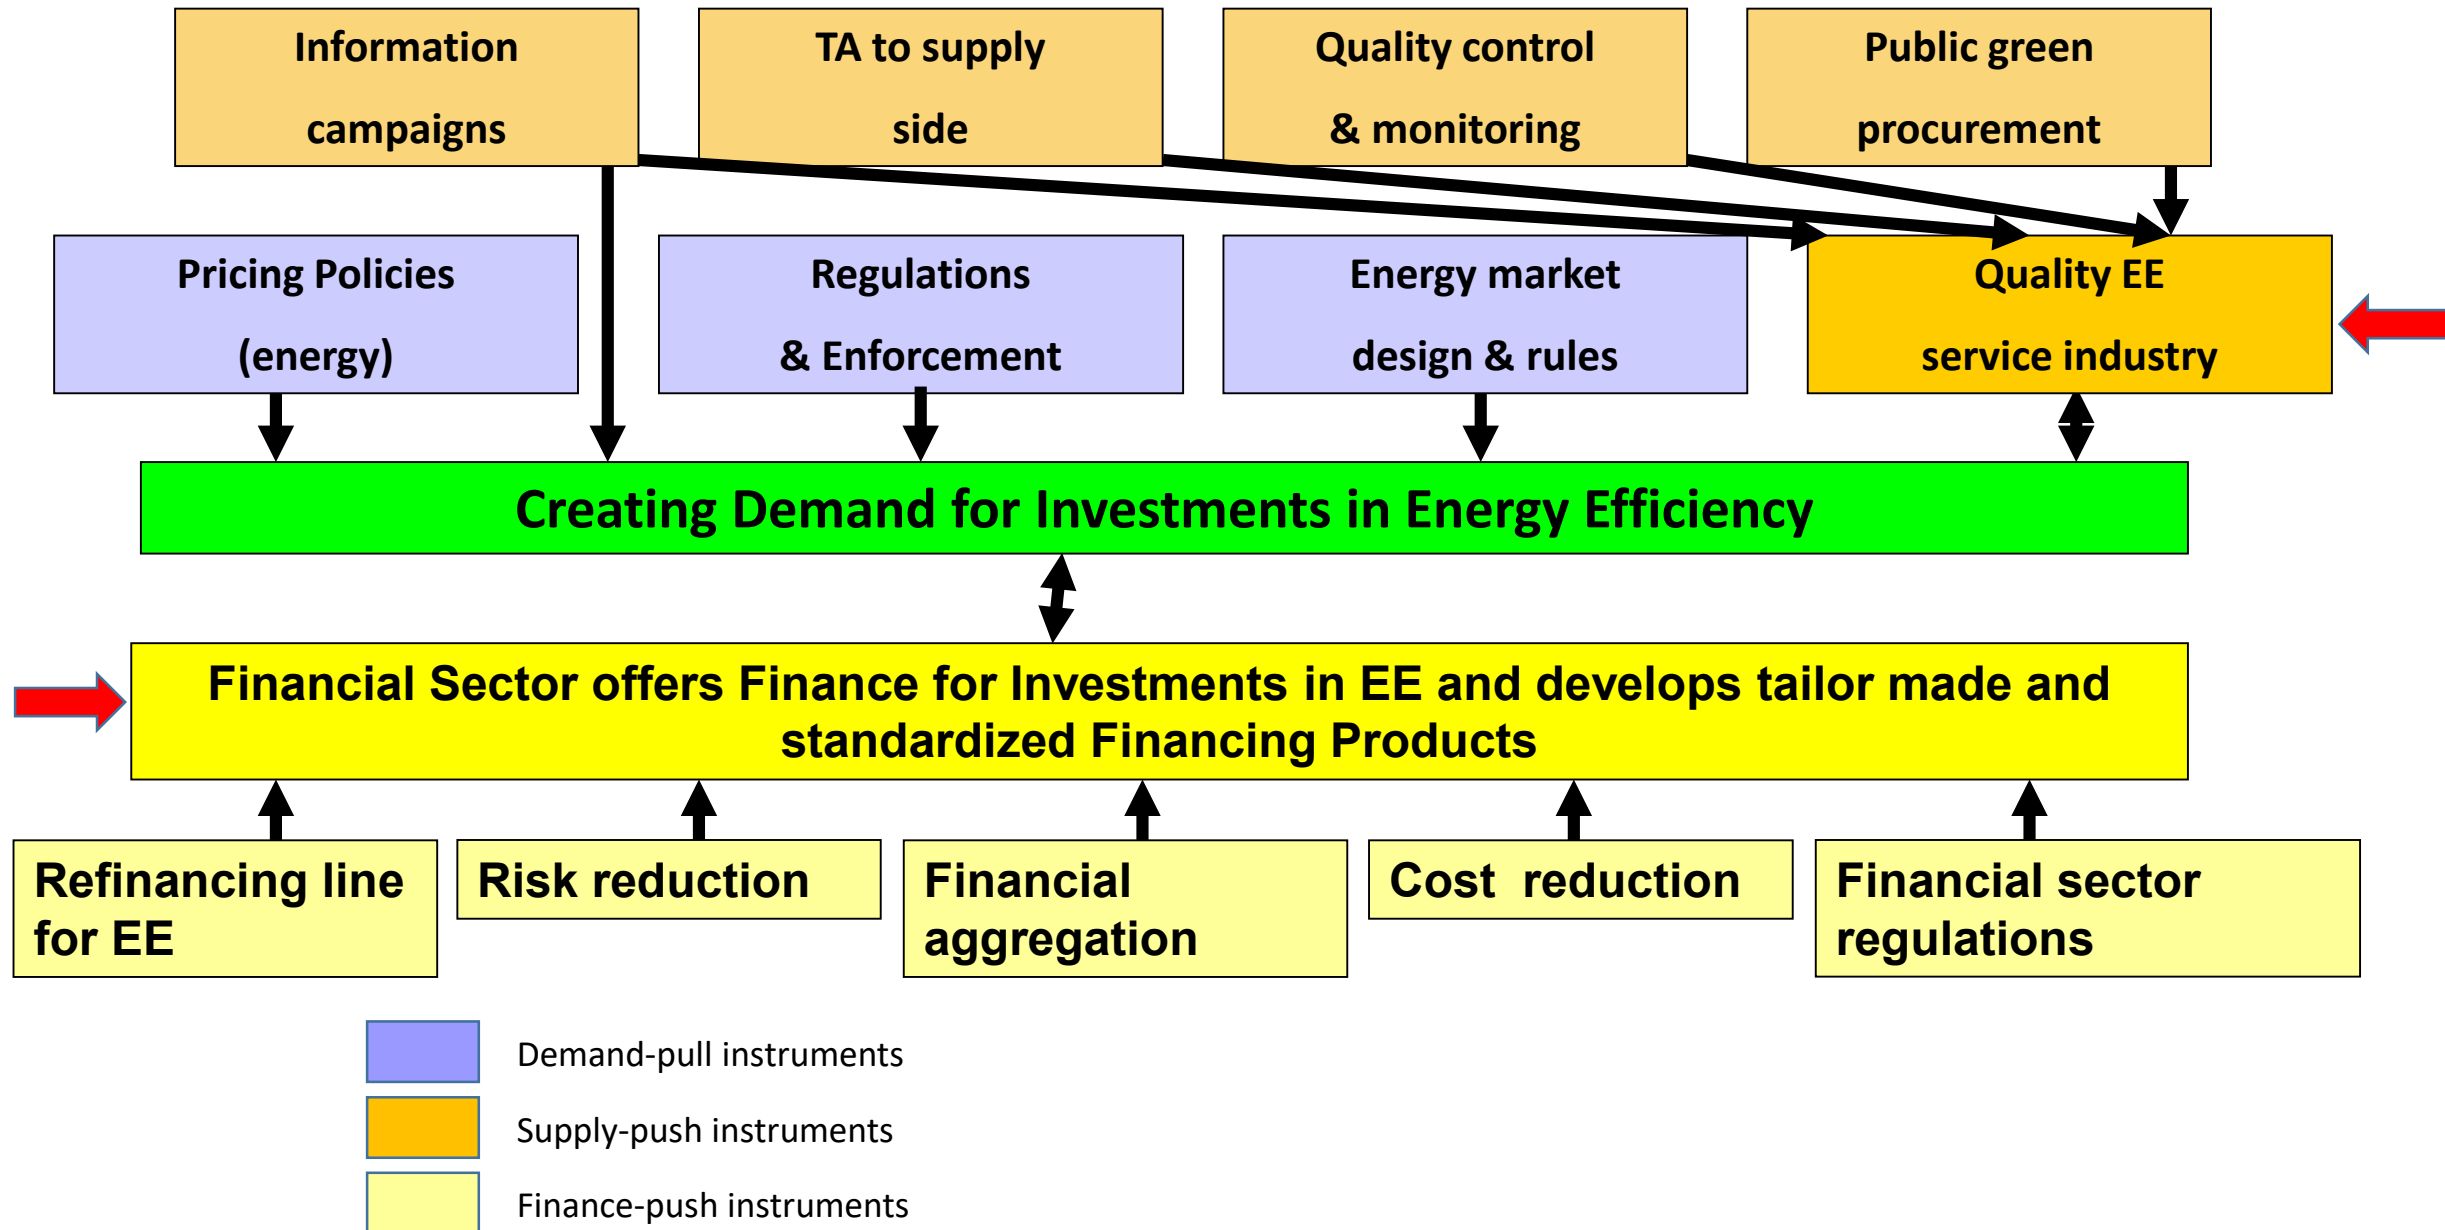 Information
campaigns
TA to supply
side
Quality control
& monitoring
Public green
procurement
Pricing Policies
(energy)
Regulations
& Enforcement
Energy market
design & rules
Quality EE
service industry
Creating Demand for Investments in Energy Efficiency
Financial Sector offers Finance for Investments in EE and develops tailor made and
standardized Financing Products
Refinancing line
for EE
Risk reduction
Financial
aggregation
Cost  reduction
Financial sector
regulations
Demand-pull instruments
Supply-push instruments
Finance-push instruments